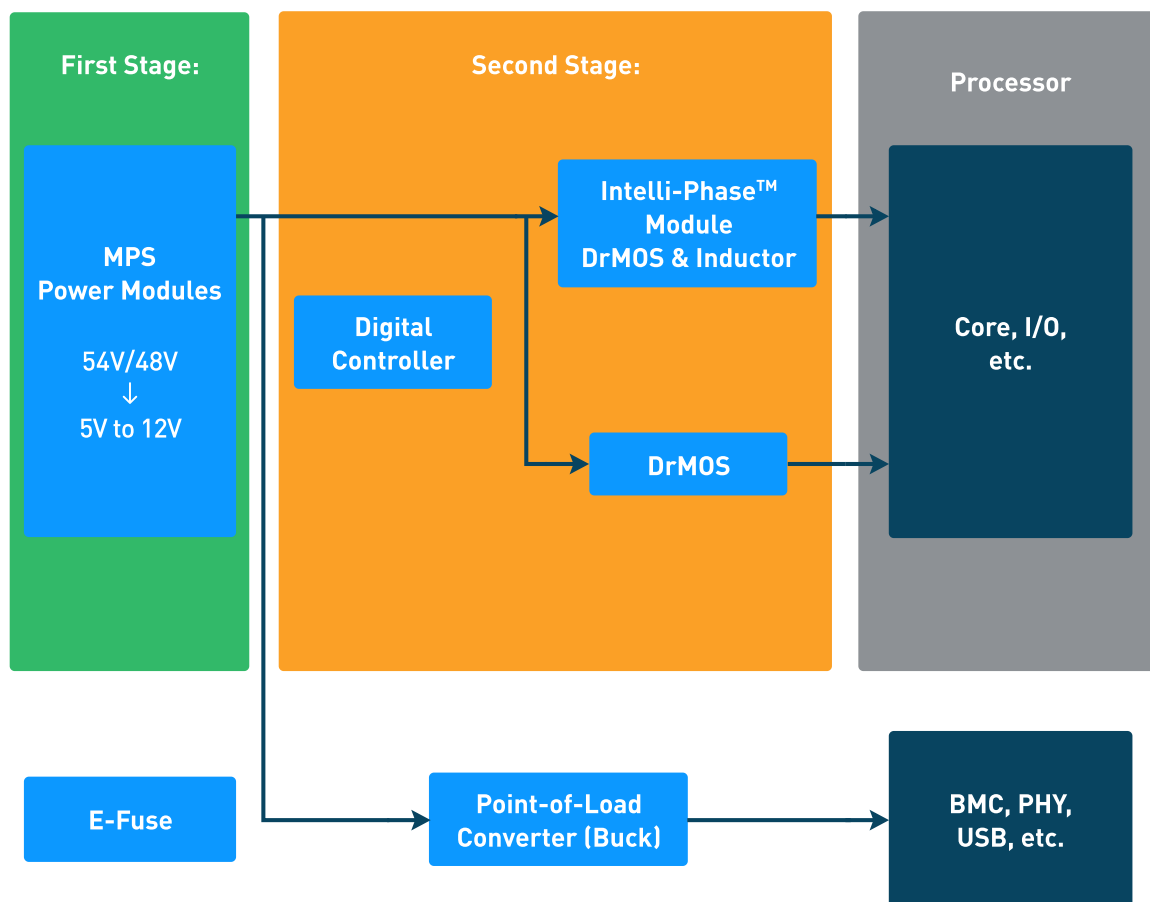 First Stage:
MPS
Power Modules
54V/48V
↓
5V to 12V
Second Stage:
Intelli-Phase™
Module
DrMOS & Inductor
Digital
Controller
DrMOS
Processor
Core, I/O,
etc.
E-Fuse
Point-of-Load
Converter (Buck)
BMC, PHY,
USB, etc.